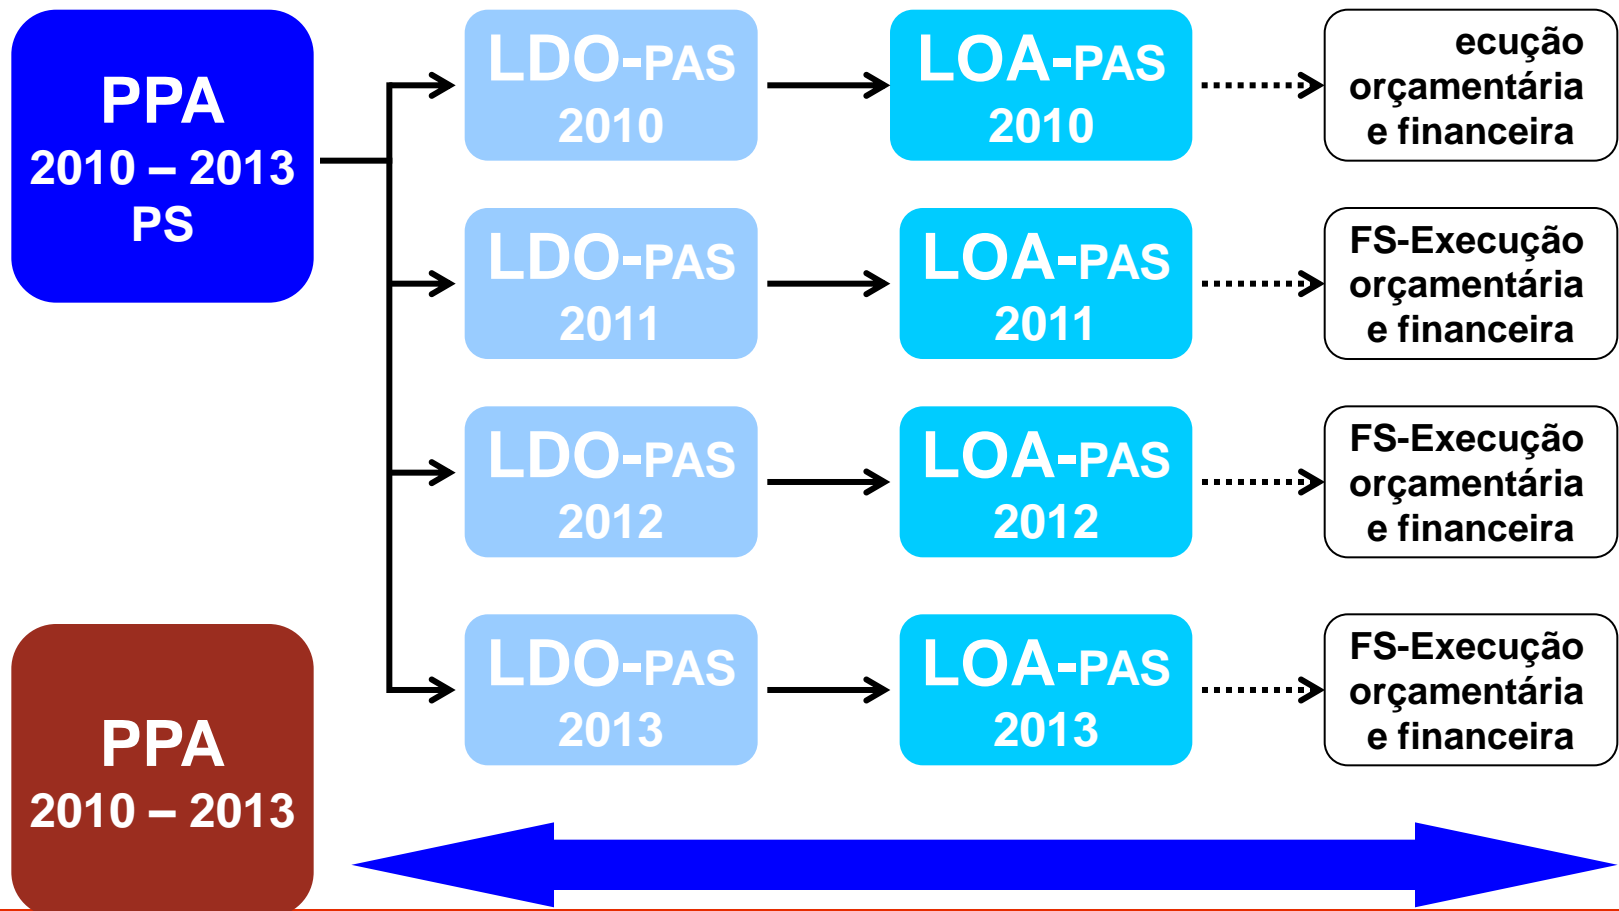 PPA
2010 – 2013
PS
LDO-PAS
2010
LOA-PAS
2010
ecução
orçamentária
e financeira
LDO-PAS
2011
LOA-PAS
2011
FS-Execução
orçamentária
e financeira
LDO-PAS
2012
LOA-PAS
2012
FS-Execução
orçamentária
e financeira
LDO-PAS
2013
LOA-PAS
2013
FS-Execução
orçamentária
e financeira
PPA
2010 – 2013